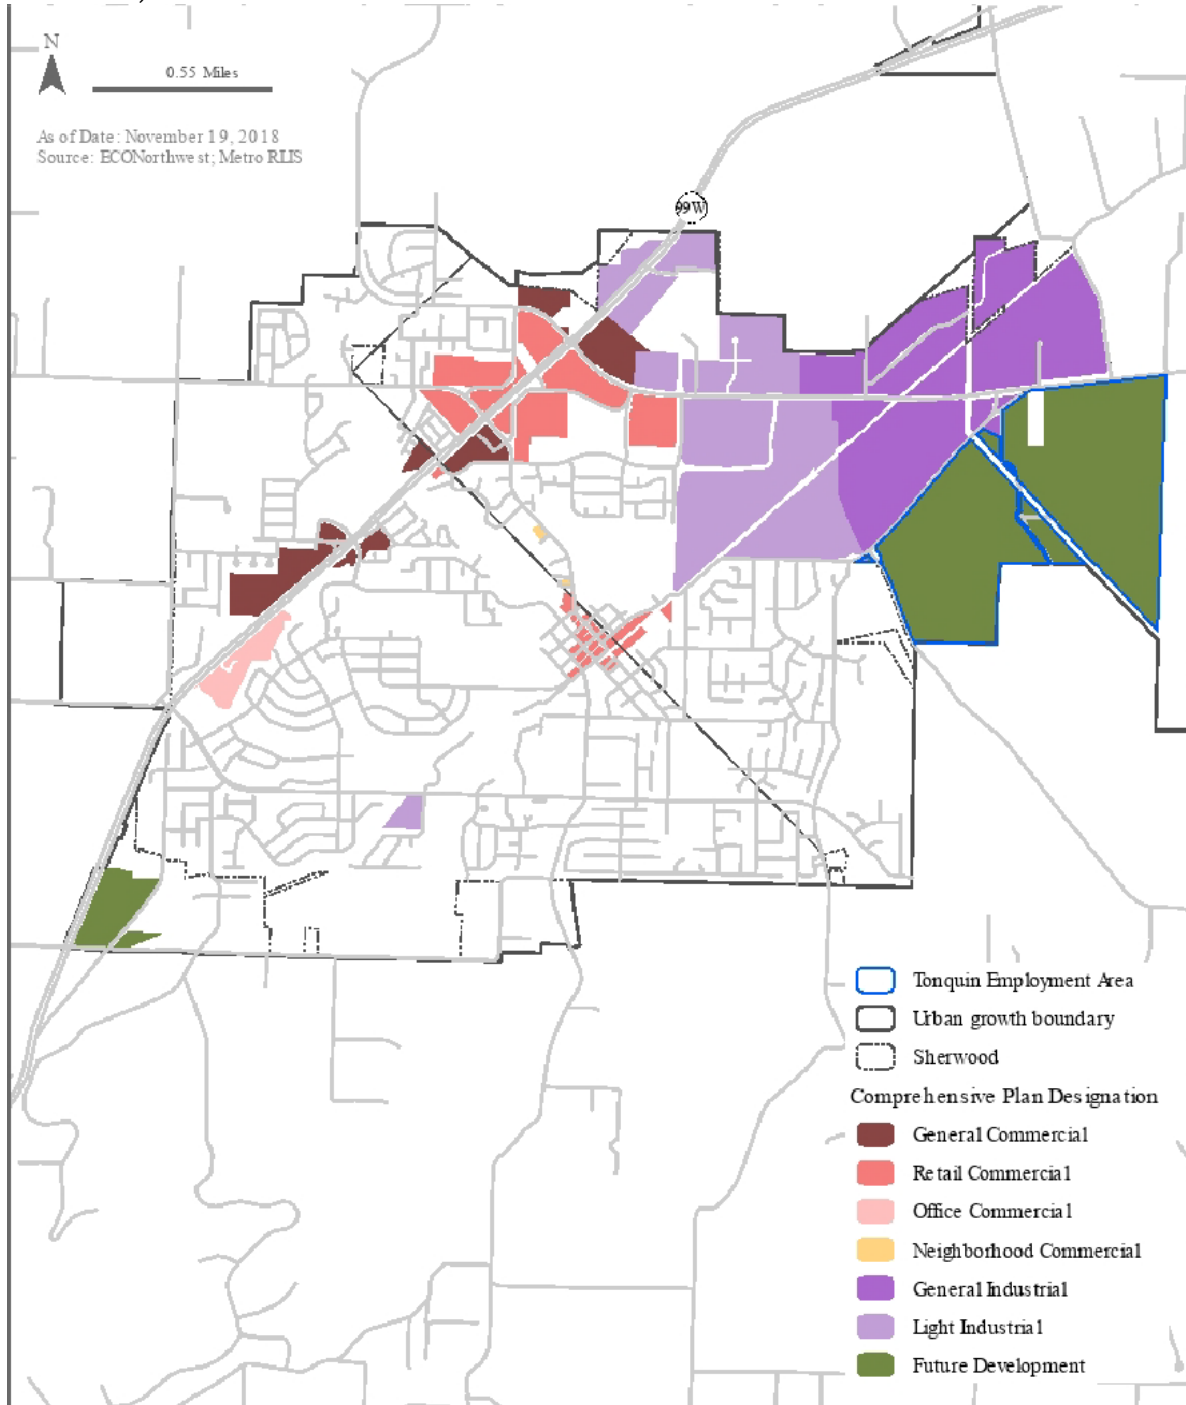 N
0.55 Miles
As of Date: November 19, 2018
Source: ECONorthwest; Metro RLIS
99W
Tonquin Employment Area
Urban growth boundary
Sherwood
Comprehensive Plan Designation
General Commercial
Retail Commercial
Office Commercial
Neighborhood Commercial
General Industrial
Light Industrial
Future Development